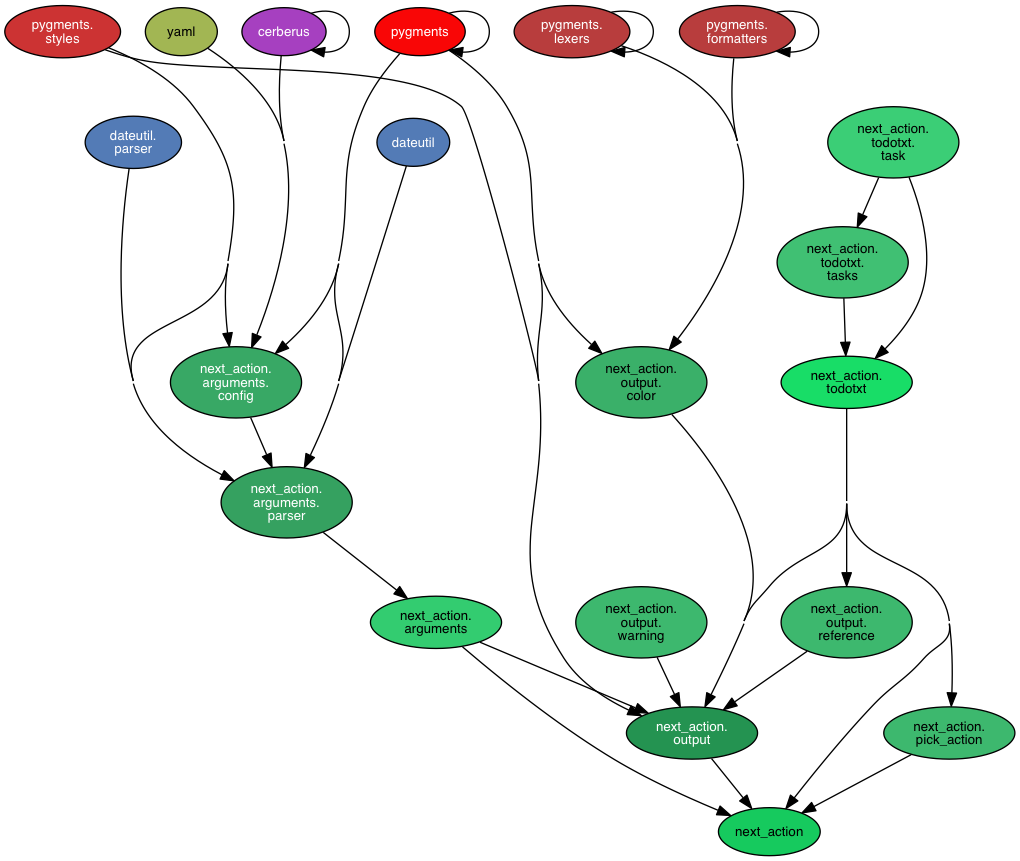 pygments.
styles
yaml
cerberus
pygments
pygments.
lexers
pygments.
formatters
dateutil.
parser
dateutil
next_action.
todotxt.
task
next_action.
todotxt.
tasks
next_action.
arguments.
config
next_action.
output.
color
next_action.
todotxt
next_action.
arguments.
parser
next_action.
arguments
next_action.
output.
warning
next_action.
output.
reference
next_action.
output
next_action.
pick_action
next_action